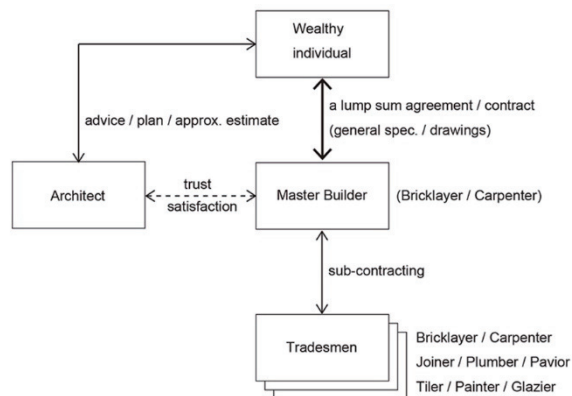 Wealthy
individual
a lump sum agreement / contract
(general spec. / drawings)
advice / plan / approx. estimate
Architect
trust
satisfaction
Master Builder
(Bricklayer / Carpenter)
sub-contracting
Tradesmen
Bricklayer / Carpenter
Joiner / Plumber / Pavior
Tiler / Painter / Glazier